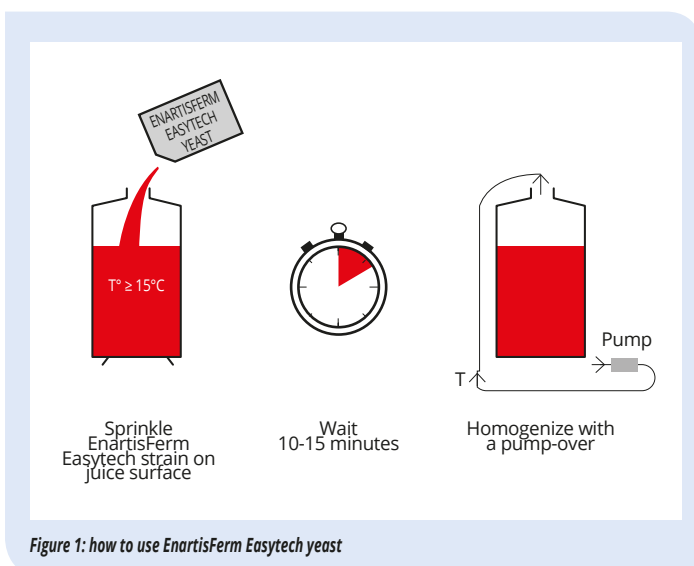 ENARTISFERM
EASYTECH
YEAST
T° ≥ 15°C
Pump
T
Sprinkle
EnartisFerm
Easytech strain on
juice surface
Wait
10-15 minutes
Homogenize with
a pump-over
Figure 1: how to use EnartisFerm Easytech yeast